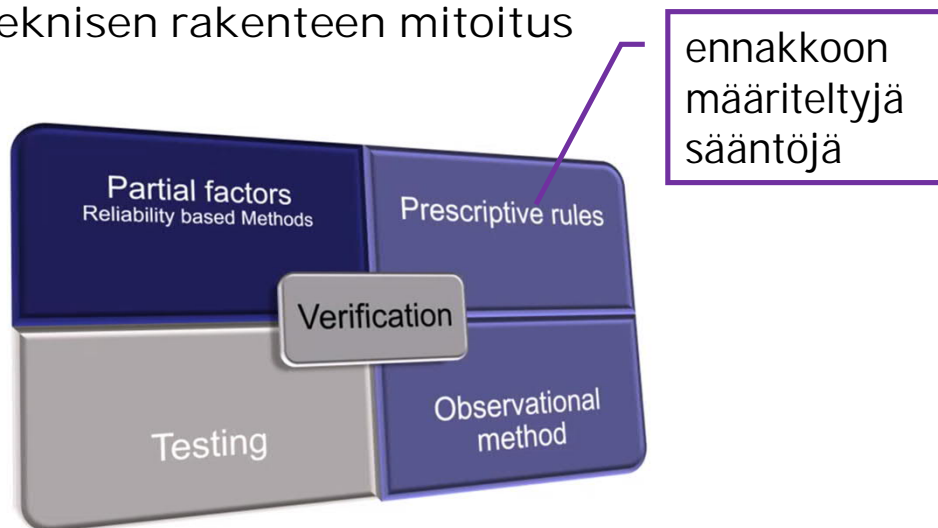 eknisen rakenteen mitoitus
ennakkoon
määriteltyjä
sääntöjä
Partial factors
Reliability based Methods
Prescriptive rules
Verification
Testing
Observational
method